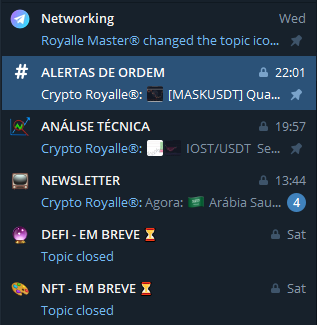 Networking Wed
Royalle Master® changed the topic ico...
# ALERTAS DE ORDEM 22:01
Crypto Royalle®: [MASKUSDT] Qua...
ANÁLISE TÉCNICA 19:57
Crypto Royalle®: IOST/USDT Se...
NEWSLETTER 13:44
Crypto Royalle®: Agora: 🇸🇦 Arábia Sau... 4
DEFI - EM BREVE ⏳ Sat
Topic closed
NFT - EM BREVE ⏳ Sat
Topic closed